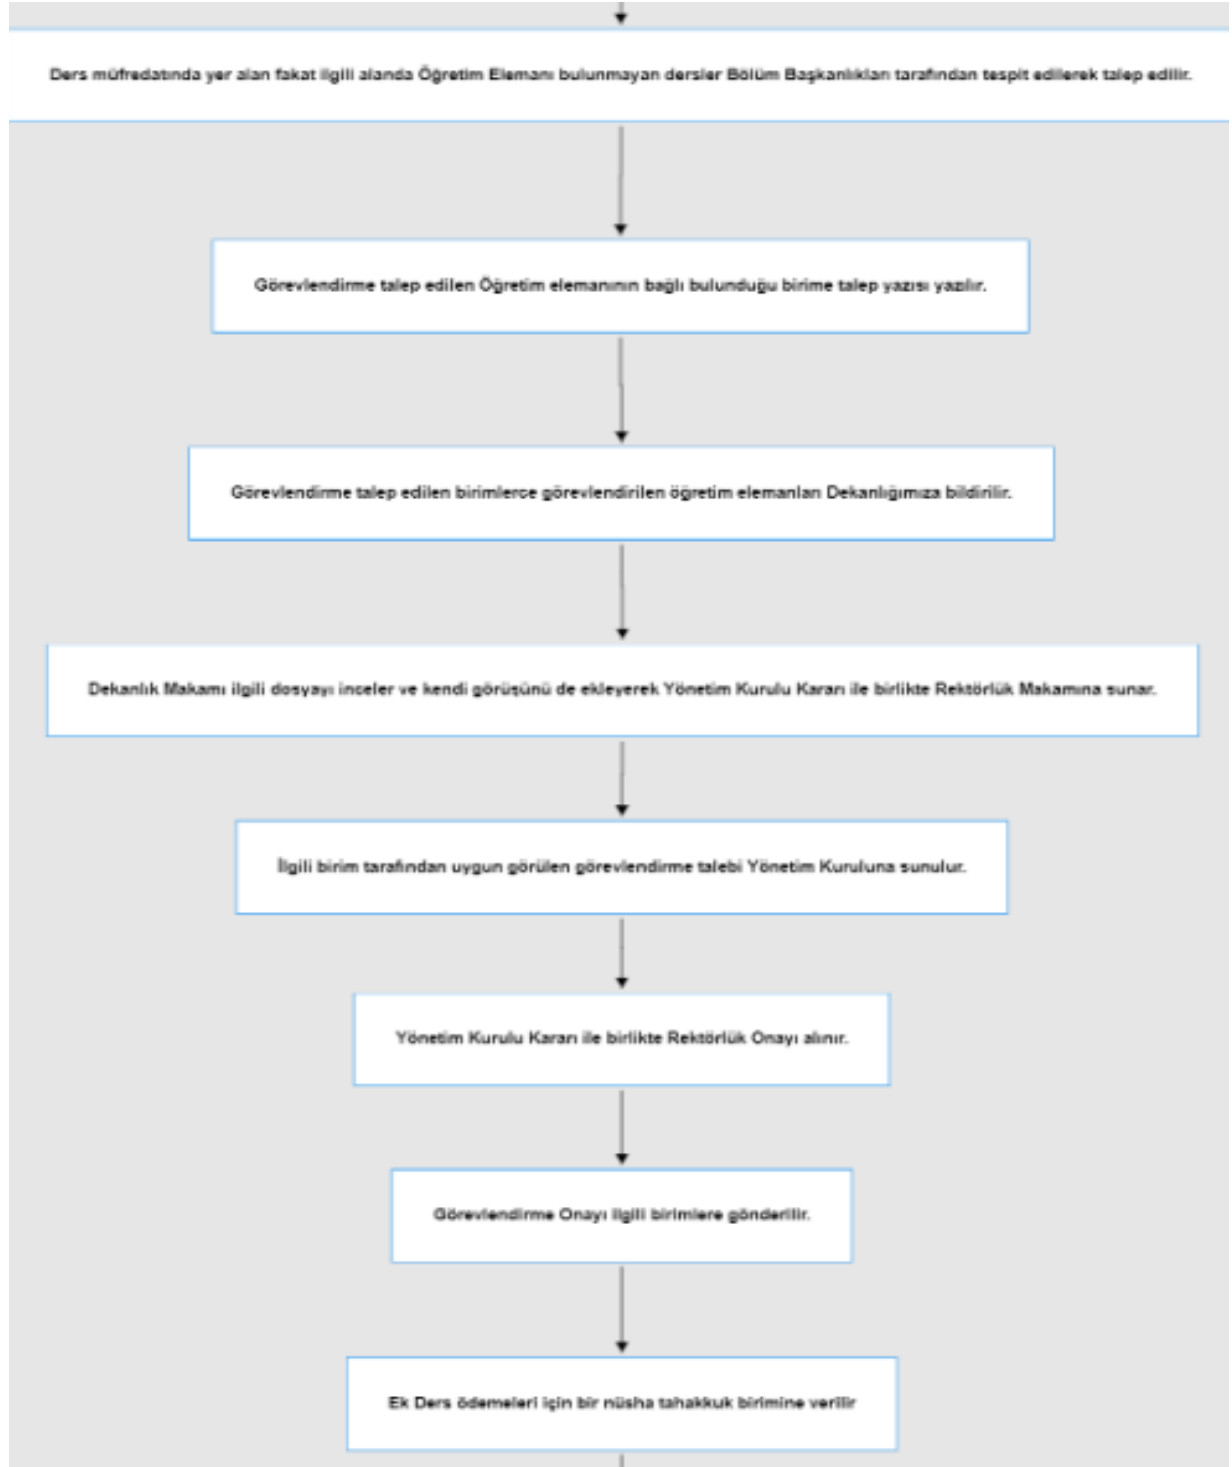 Ders müfredatında yer alan fakat ilgili alanda Öğretim Elemanı bulunmayan dersler Bölüm Başkanlıkları tarafından tespit edilerek talep edilir.
Görevlendirme talep edilen Öğretim elemanının bağlı bulunduğu birime talep yazısı yazılır.
Görevlendirme talep edilen birimlerce görevlendirilen öğretim elemanları Dekanlığımıza bildirilir.
Dekanlık Makamı ilgili dosyayı inceler ve kendi görüşünü de ekleyerek Yönetim Kurulu Kararı ile birlikte Rektörlük Makamına sunar.
İlgili birim tarafından uygun görülen görevlendirme talebi Yönetim Kuruluna sunulur.
Yönetim Kurulu Kararı ile birlikte Rektörlük Onayı alınır.
Görevlendirme Onayı ilgili birimlere gönderilir.
Ek Ders ödemeleri için bir nüsha tahakkuk birimine verilir